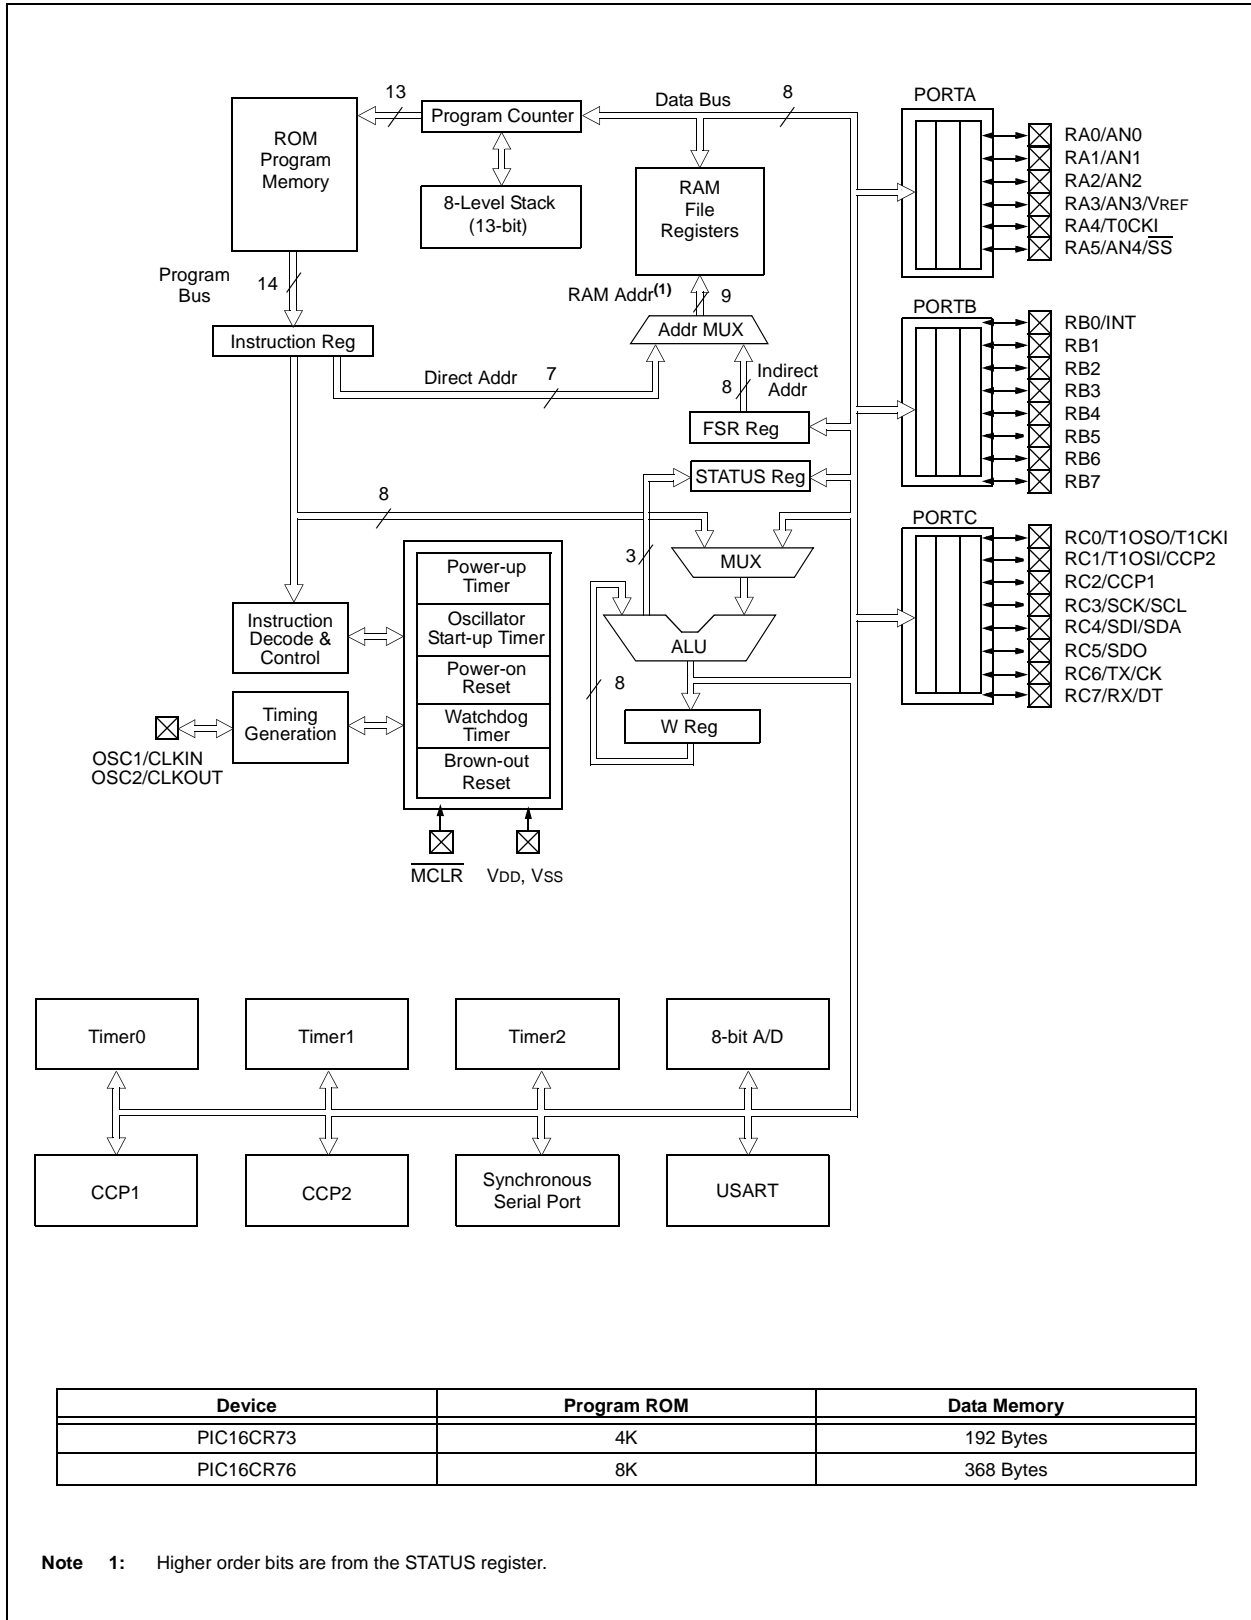 13
Data Bus
8
PORTA
ROM
Program
Memory
Program Counter
8-Level Stack
(13-bit)
RAM
File
Registers
RA0/AN0
RA1/AN1
RA2/AN2
RA3/AN3/VREF
RA4/T0CKI
RA5/AN4/SS
Program
Bus
14
RAM Addr(1)
9
PORTB
Instruction Reg
Addr MUX
Direct Addr
7
8
Indirect
Addr
FSR Reg
RB0/INT
RB1
RB2
RB3
RB4
RB5
RB6
RB7
STATUS Reg
8
3
MUX
PORTC
RC0/T1OSO/T1CKI
RC1/T1OSI/CCP2
RC2/CCP1
RC3/SCK/SCL
RC4/SDI/SDA
RC5/SDO
RC6/TX/CK
RC7/RX/DT
Power-up
Timer
Oscillator
Start-up Timer
Power-on
Reset
Watchdog
Timer
Brown-out
Reset
Instruction
Decode &
Control
ALU
8
W Reg
Timing
Generation
OSC1/CLKIN
OSC2/CLKOUT
MCLR
VDD, VSS
Timer0
Timer1
Timer2
8-bit A/D
CCP1
CCP2
Synchronous
Serial Port
USART
Device Program ROM Data Memory
PIC16CR73 4K 192 Bytes
PIC16CR76 8K 368 Bytes
Note 1: Higher order bits are from the STATUS register.